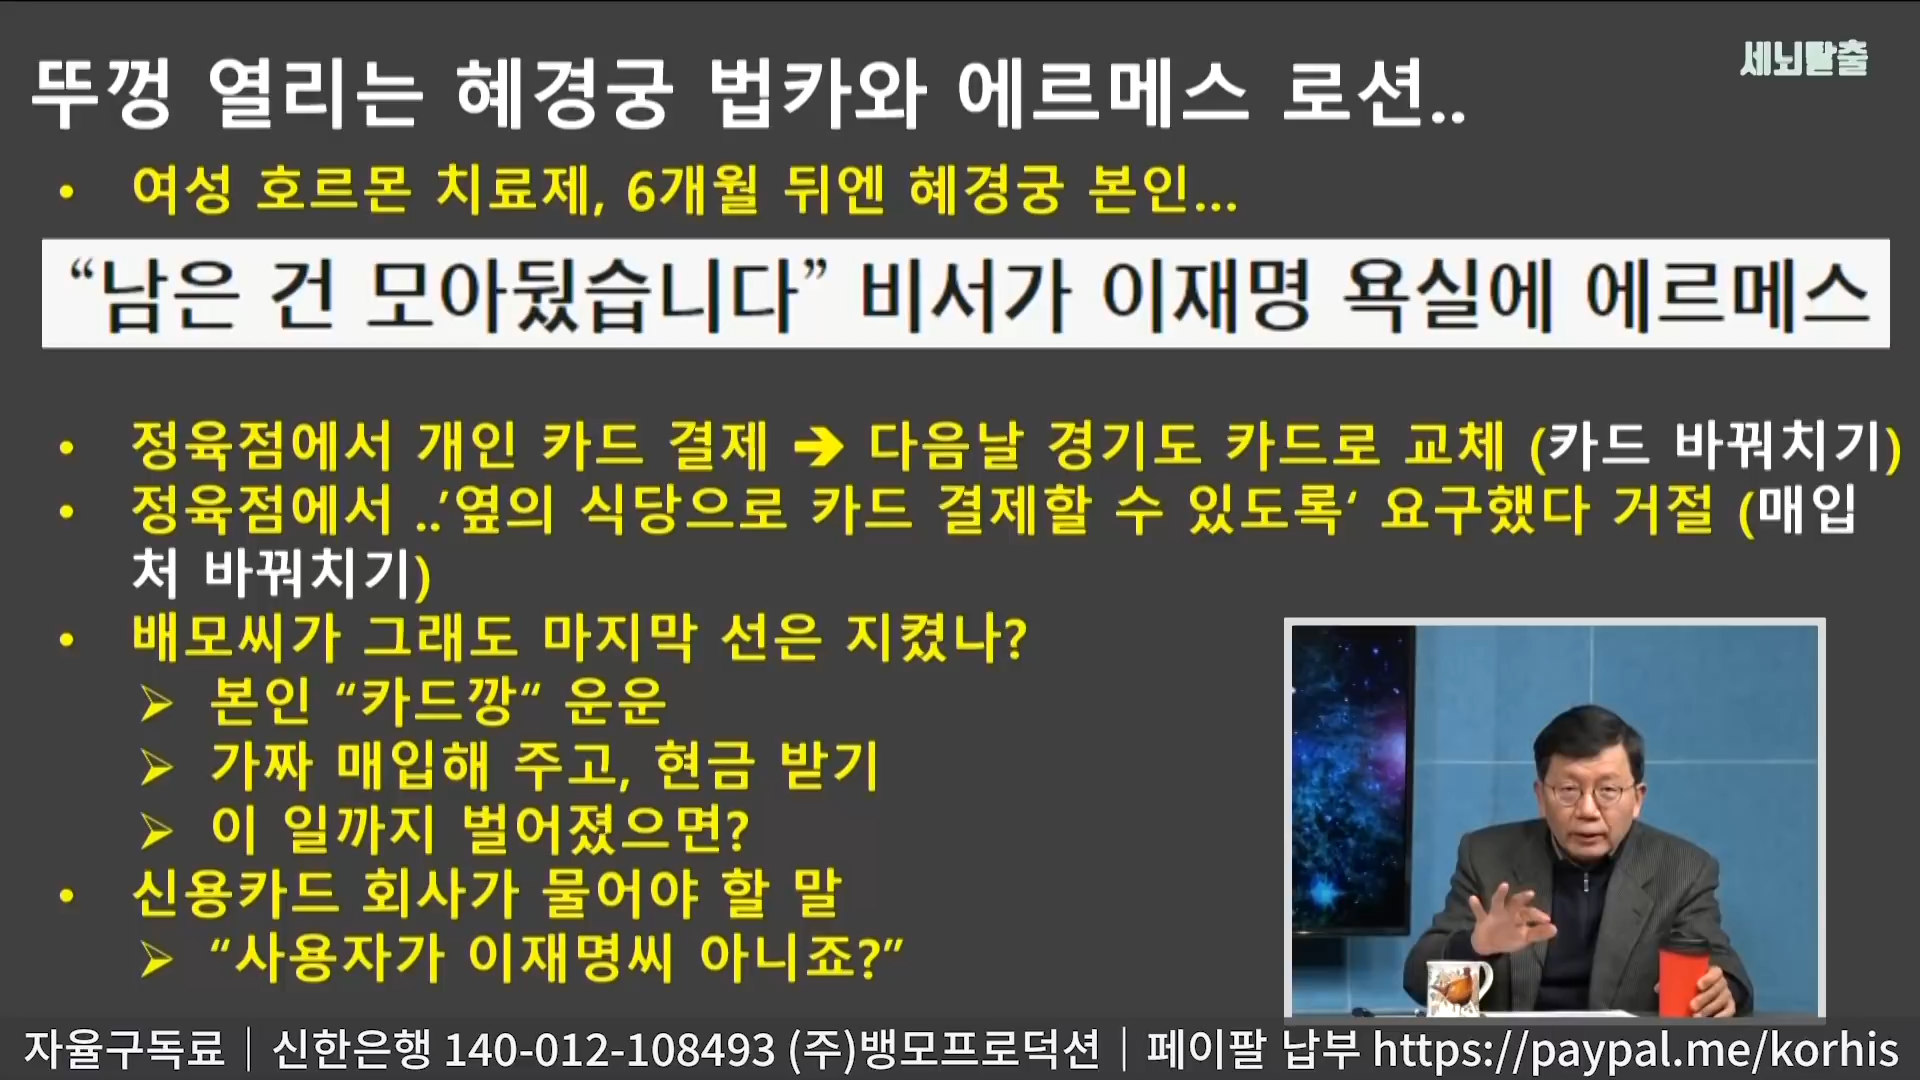 뚜껑 열리는 혜경궁 법카와 에르메스 로션..
세뇌탈출
• 여성 호르몬 치료제, 6개월 뒤엔 혜경궁 본인...
“남은 건 모아뒀습니다” 비서가 이재명 욕실에 에르메스
• 정육점에서 개인 카드 결제 ➔ 다음날 경기도 카드로 교체 (카드 바꿔치기)
• 정육점에서 ..’옆의 식당으로 카드 결제할 수 있도록‘ 요구했다 거절 (매입
처 바꿔치기)
• 배모씨가 그래도 마지막 선은 지켰나?
➢ 본인 “카드깡“ 운운
➢ 가짜 매입해 주고, 현금 받기
➢ 이 일까지 벌어졌으면?
• 신용카드 회사가 물어야 할 말
➢ “사용자가 이재명씨 아니죠?”
자율구독료｜신한은행 140-012-108493 (주)뱅모프로덕션｜페이팔 납부 https://paypal.me/korhis